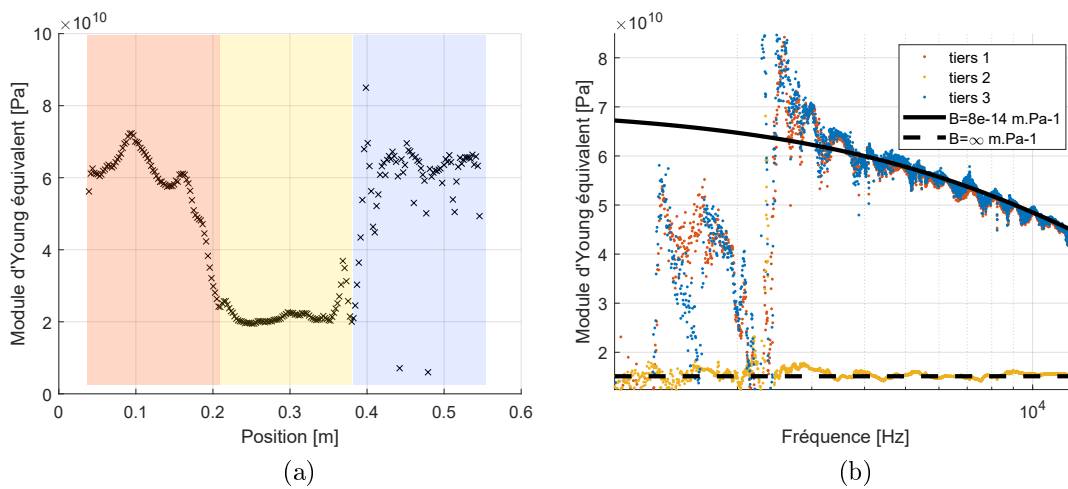 ×10^10
10
8
6
4
2
0
0
0.1
0.2
0.3
0.4
0.5
0.6
Module d'Young équivalent [Pa]
Position [m]
(a)
×10^10
8
7
6
5
4
3
2
10^4
Module d'Young équivalent [Pa]
Fréquence [Hz]
tiers 1
tiers 2
tiers 3
B=8e-14 m.Pa-1
B=∞ m.Pa-1
(b)